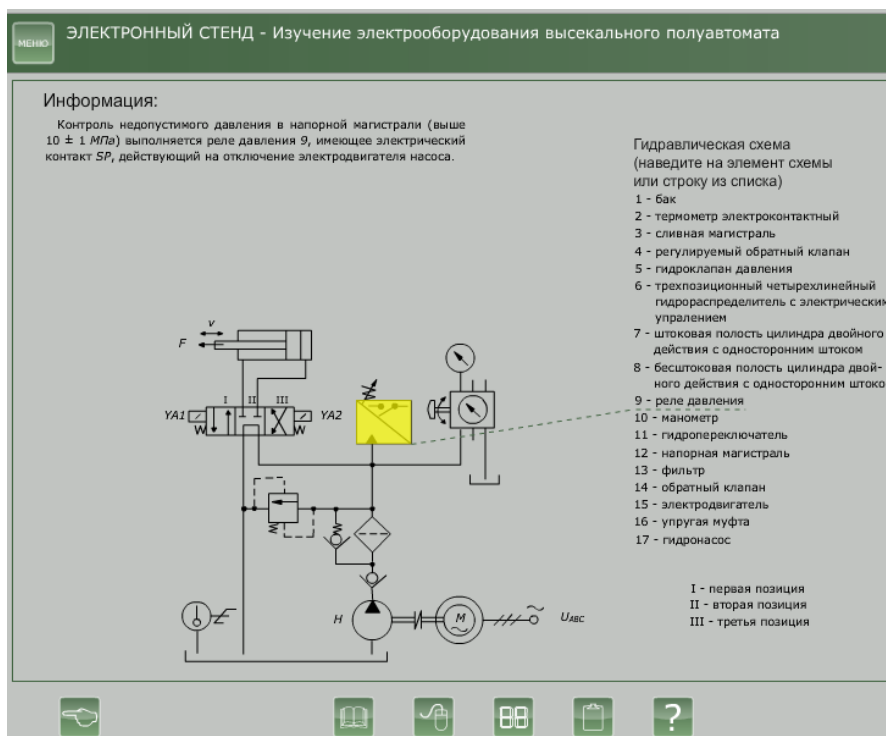 МЕНЮ
ЭЛЕКТРОННЫЙ СТЕНД - Изучение электрооборудования высекального полуавтомата
Информация:
Контроль недопустимого давления в напорной магистрали (выше
10 ± 1 МПа) выполняется реле давления 9, имеющее электрический
контакт SP, действующий на отключение электродвигателя насоса.
Гидравлическая схема
(наведите на элемент схемы
или строку из списка)
1 - бак
2 - термометр электроконтактный
3 - сливная магистраль
4 - регулируемый обратный клапан
5 - гидроклапан давления
6 - трехпозиционный четырехлинейный
гидрораспределитель с электрическим
упралением
7 - штоковая полость цилиндра двойного
действия с односторонним штоком
8 - бесштоковая полость цилиндра двой-
ного действия с односторонним штоко
9 - реле давления
10 - манометр
11 - гидропереключатель
12 - напорная магистраль
13 - фильтр
14 - обратный клапан
15 - электродвигатель
16 - упругая муфта
17 - гидронасос
I - первая позиция
II - вторая позиция
III - третья позиция
v
F
I II III
YA1
YA2
H
M
UABC
?